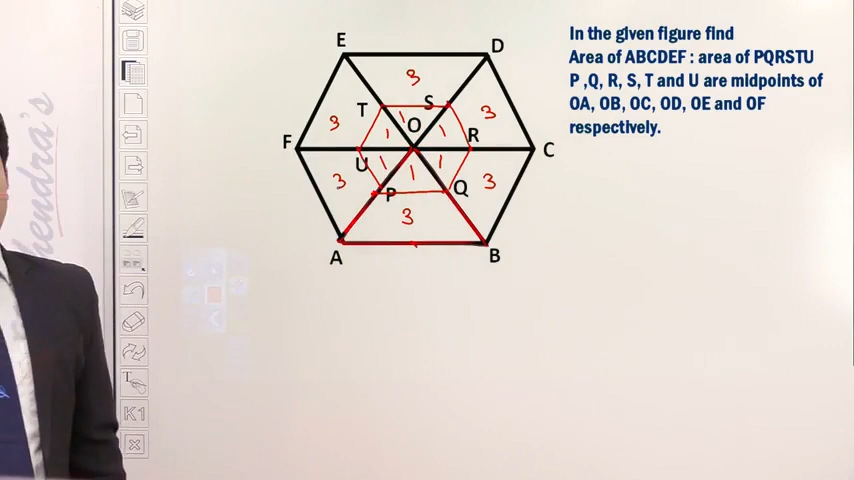 In the given figure find
Area of ABCDEF : area of PQRSTU
P ,Q, R, S, T and U are midpoints of
OA, OB, OC, OD, OE and OF
respectively.
E
D
3
T
S
3
3
1
O
1
1
R
F
C
U
1
1
1
3
P
Q
3
3
A
B
hendra's
T
K1